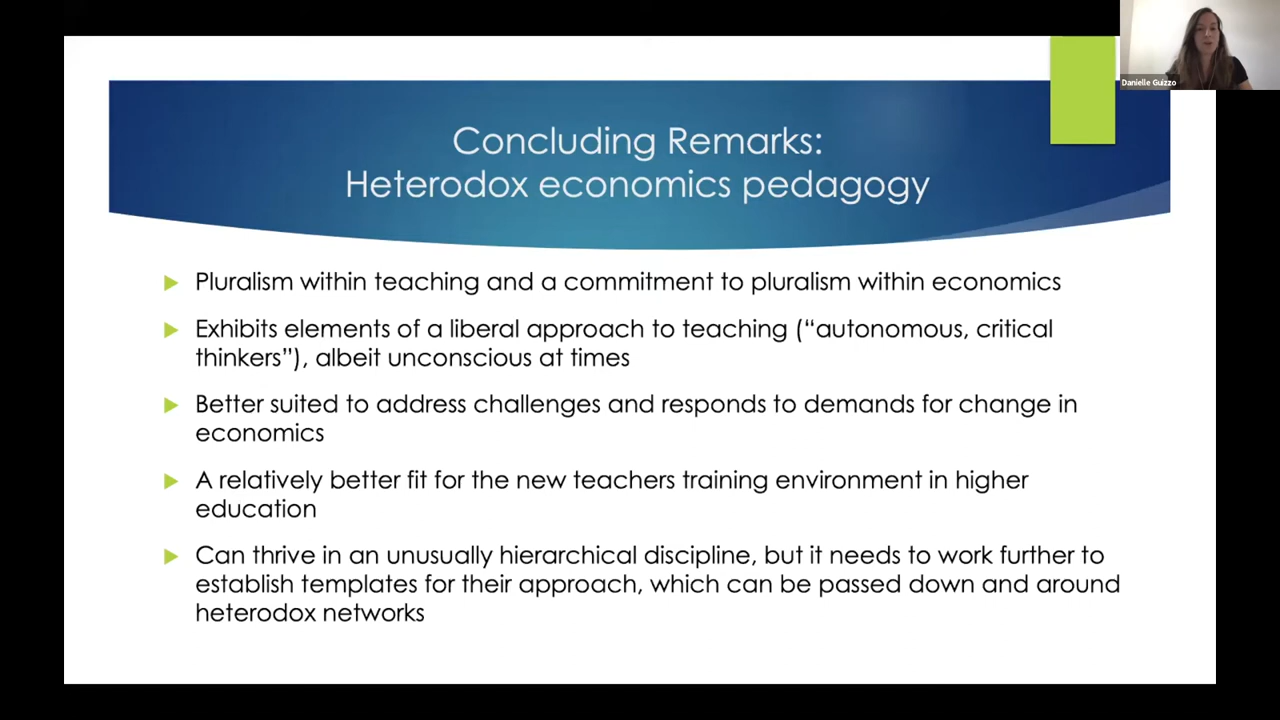 Danielle Guizzo
Concluding Remarks:
Heterodox economics pedagogy
Pluralism within teaching and a commitment to pluralism within economics
Exhibits elements of a liberal approach to teaching (“autonomous, critical
thinkers”), albeit unconscious at times
Better suited to address challenges and responds to demands for change in
economics
A relatively better fit for the new teachers training environment in higher
education
Can thrive in an unusually hierarchical discipline, but it needs to work further to
establish templates for their approach, which can be passed down and around
heterodox networks